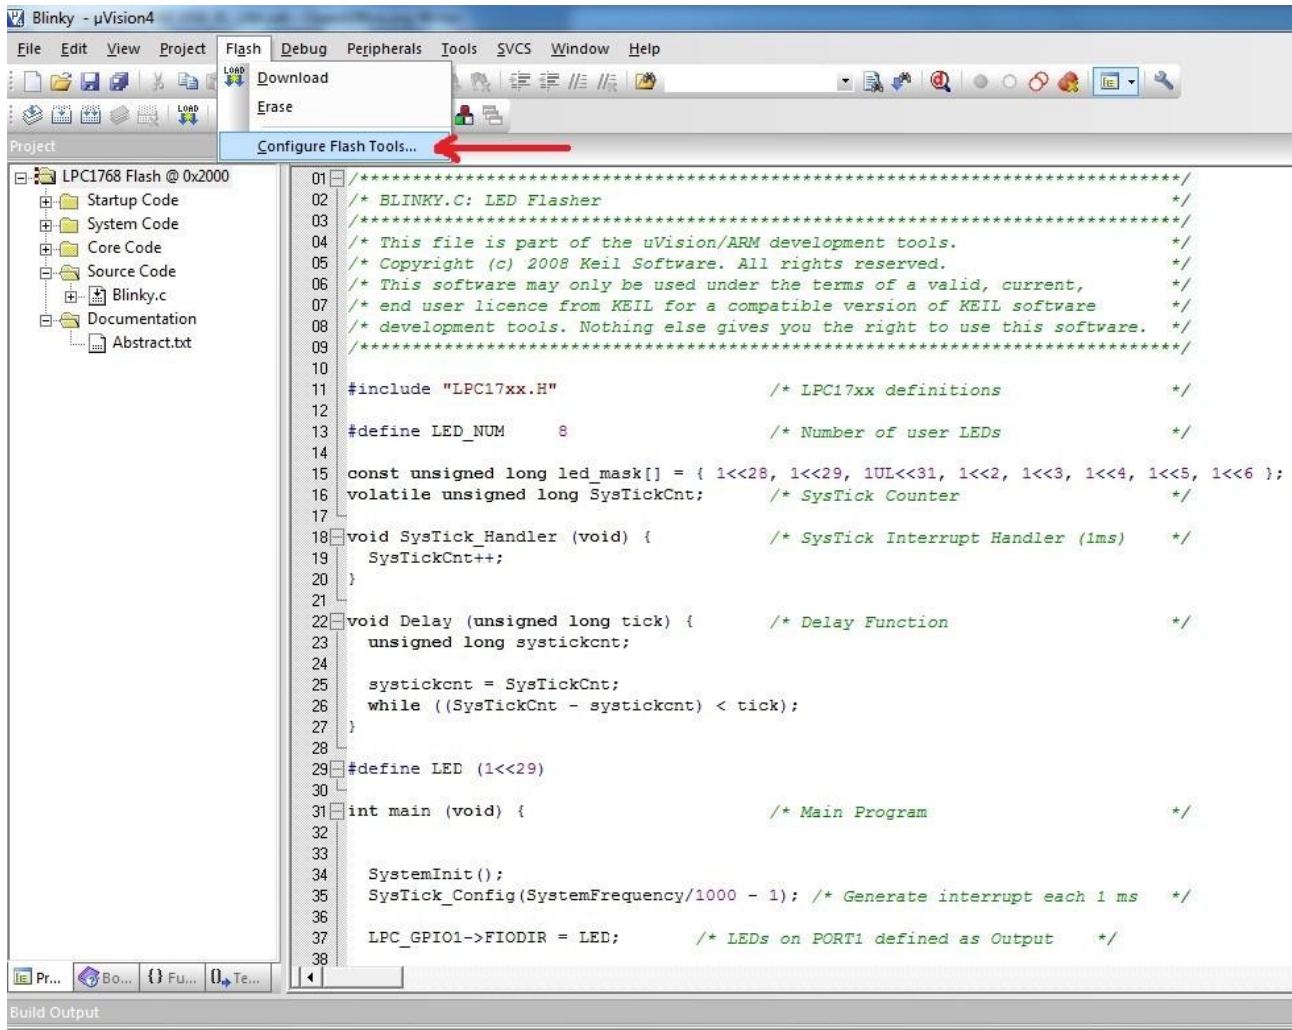 Blinky - µVision4
File Edit View Project Flash Debug Peripherals Tools SVCS Window Help
LOAD Download
Erase
LOAD
Configure Flash Tools...
Project
LPC1768 Flash @ 0x2000
Startup Code
System Code
Core Code
Source Code
Blinky.c
Documentation
Abstract.txt
01 /*****************************************************************************/
02 /* BLINKY.C: LED Flasher */
03 /*****************************************************************************/
04 /* This file is part of the uVision/ARM development tools. */
05 /* Copyright (c) 2008 Keil Software. All rights reserved. */
06 /* This software may only be used under the terms of a valid, current, */
07 /* end user licence from KEIL for a compatible version of KEIL software */
08 /* development tools. Nothing else gives you the right to use this software. */
09 /*****************************************************************************/
10
11 #include "LPC17xx.H" /* LPC17xx definitions */
12
13 #define LED_NUM 8 /* Number of user LEDs */
14
15 const unsigned long led_mask[] = { 1<<28, 1<<29, 1UL<<31, 1<<2, 1<<3, 1<<4, 1<<5, 1<<6 };
16 volatile unsigned long SysTickCnt; /* SysTick Counter */
17
18 void SysTick_Handler (void) { /* SysTick Interrupt Handler (1ms) */
19 SysTickCnt++;
20 }
21
22 void Delay (unsigned long tick) { /* Delay Function */
23 unsigned long systickcnt;
24
25 systickcnt = SysTickCnt;
26 while ((SysTickCnt - systickcnt) < tick);
27 }
28
29 #define LED (1<<29)
30
31 int main (void) { /* Main Program */
32
33
34 SystemInit();
35 SysTick_Config(SystemFrequency/1000 - 1); /* Generate interrupt each 1 ms */
36
37 LPC_GPIO1->FIODIR = LED; /* LEDs on PORT1 defined as Output */
38
Pr... Bo... {} Fu... 0 Te...
Build Output